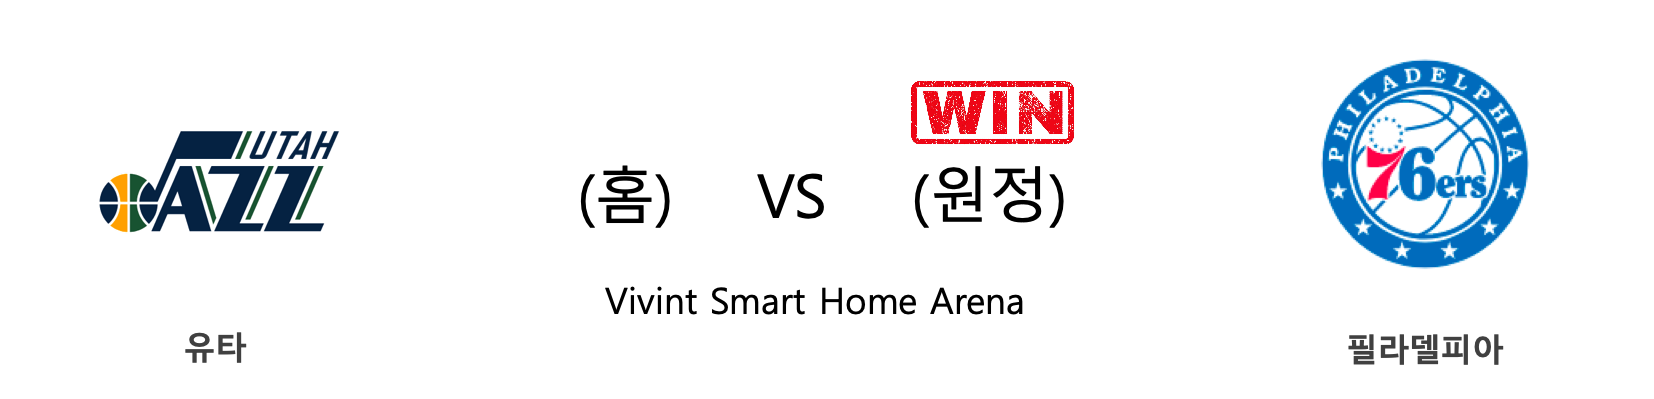 UTAH
JAZZ
유타
(홈) VS (원정)
WIN
Vivint Smart Home Arena
PHILADELPHIA
76ers
필라델피아